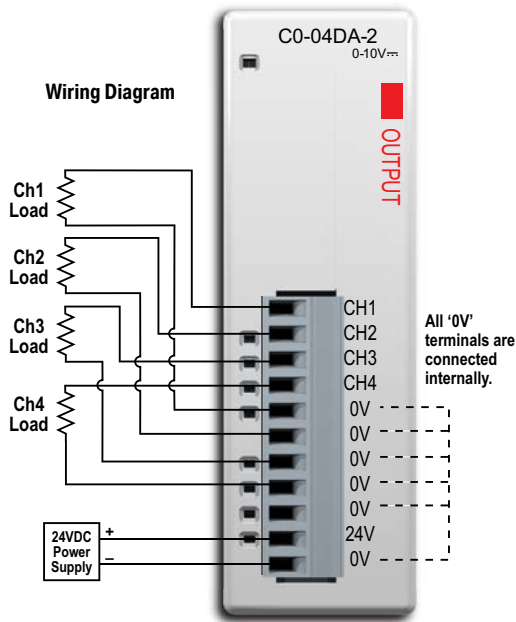 C0-04DA-2
0-10V⎓
Wiring Diagram
OUTPUT
Ch1
Load
Ch2
Load
Ch3
Load
Ch4
Load
CH1
CH2
CH3
CH4
0V
0V
0V
0V
0V
24V
0V
All ‘0V’
terminals are
connected
internally.
24VDC
Power
Supply
+
–